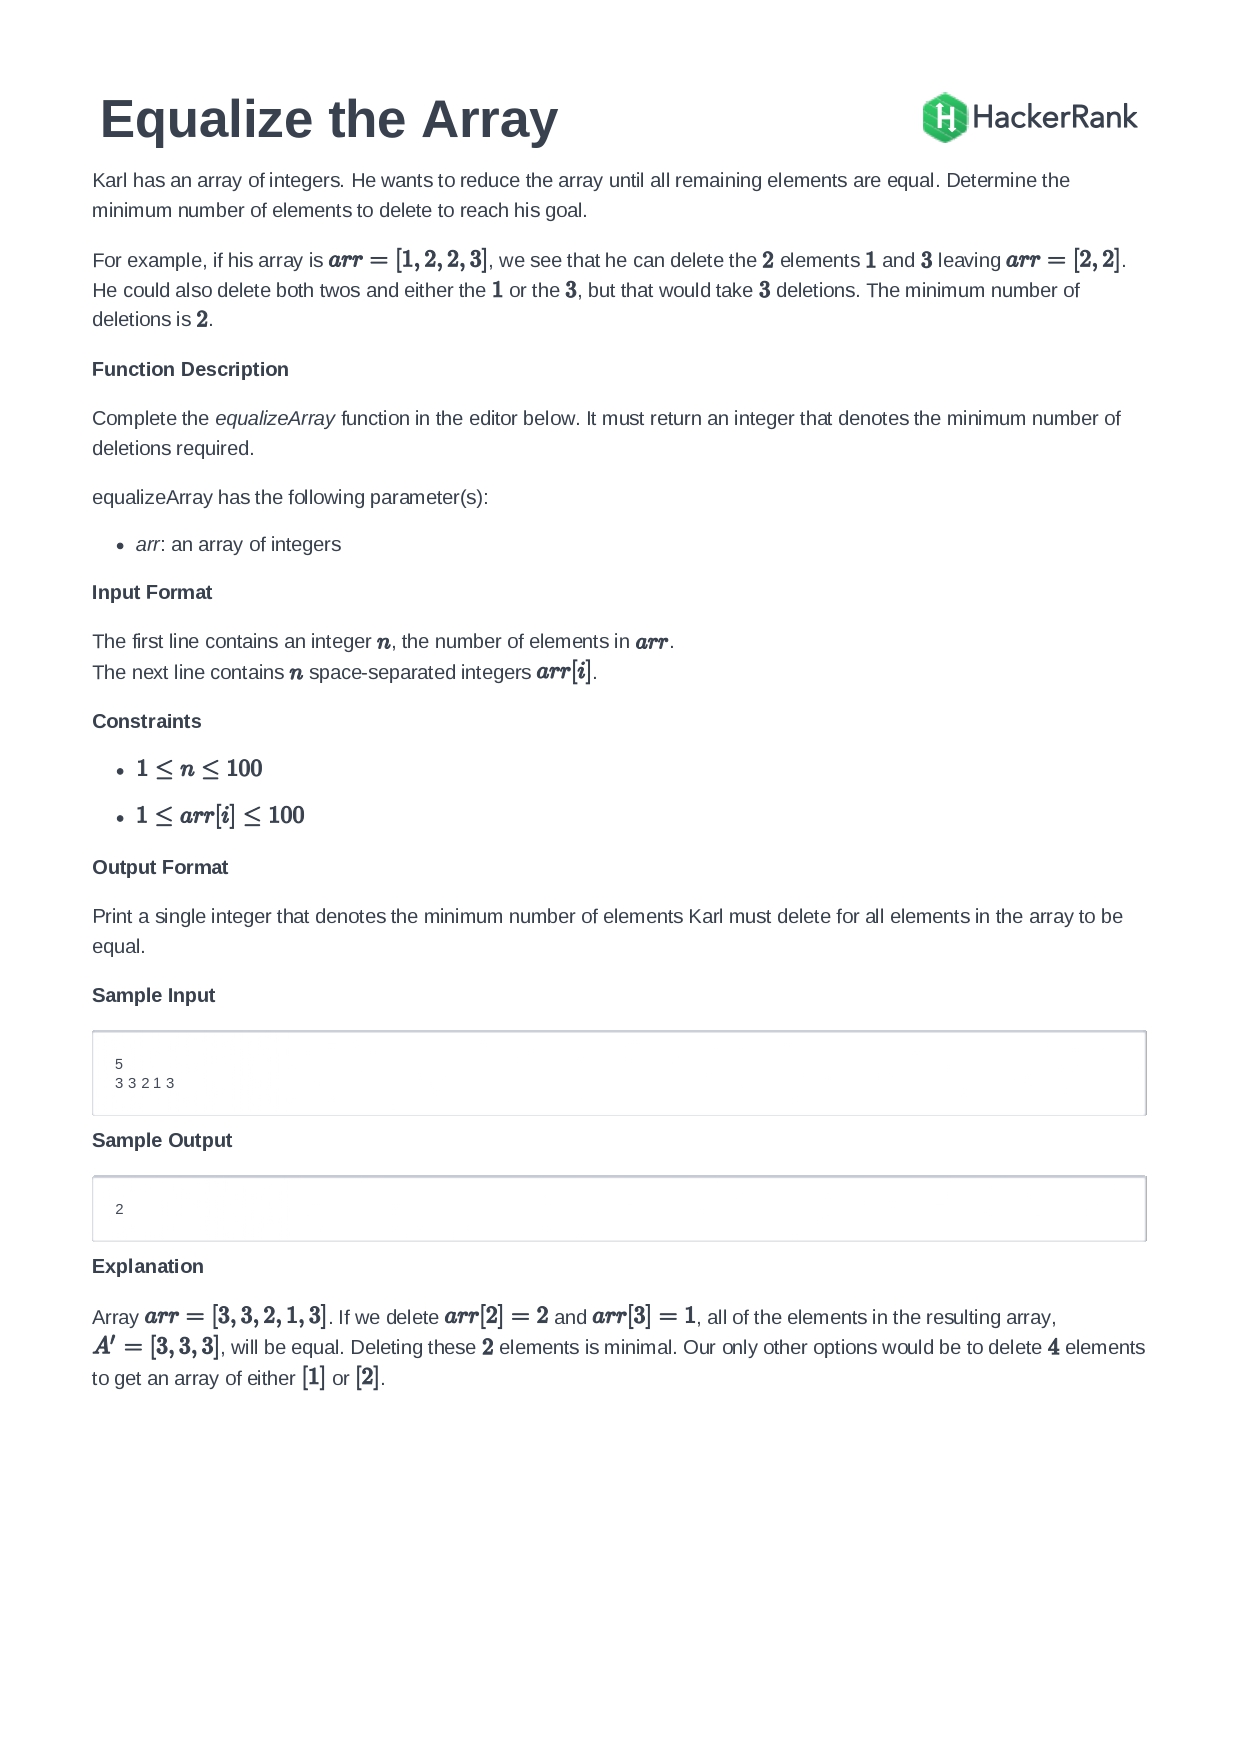 Equalize the Array
HackerRank
Karl has an array of integers. He wants to reduce the array until all remaining elements are equal. Determine the
minimum number of elements to delete to reach his goal.
For example, if his array is arr = [1, 2, 2, 3], we see that he can delete the 2 elements 1 and 3 leaving arr = [2, 2].
He could also delete both twos and either the 1 or the 3, but that would take 3 deletions. The minimum number of
deletions is 2.
Function Description
Complete the equalizeArray function in the editor below. It must return an integer that denotes the minimum number of
deletions required.
equalizeArray has the following parameter(s):
• arr: an array of integers
Input Format
The first line contains an integer n, the number of elements in arr.
The next line contains n space-separated integers arr[i].
Constraints
• 1 ≤ n ≤ 100
• 1 ≤ arr[i] ≤ 100
Output Format
Print a single integer that denotes the minimum number of elements Karl must delete for all elements in the array to be
equal.
Sample Input
5
3 3 2 1 3
Sample Output
2
Explanation
Array arr = [3, 3, 2, 1, 3]. If we delete arr[2] = 2 and arr[3] = 1, all of the elements in the resulting array,
A′ = [3, 3, 3], will be equal. Deleting these 2 elements is minimal. Our only other options would be to delete 4 elements
to get an array of either [1] or [2].